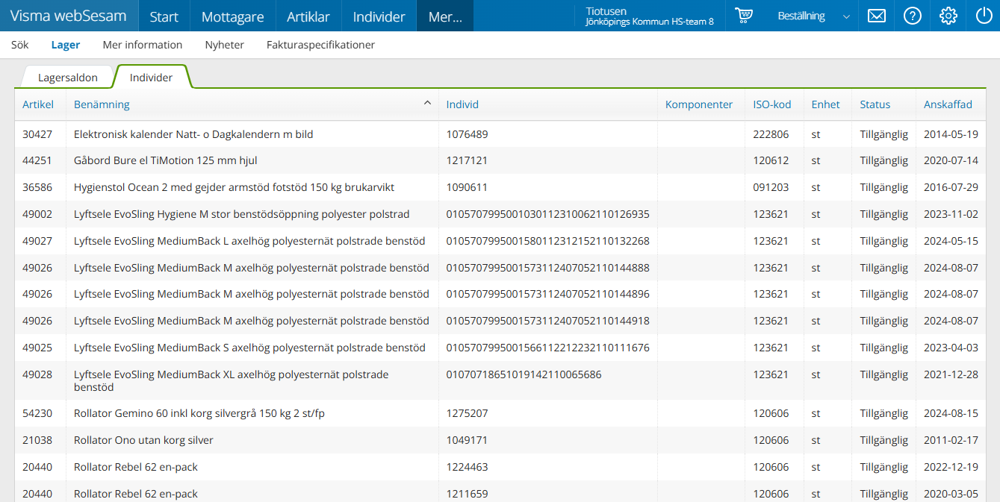 Visma webSesam Start Mottagare Artiklar Individer Mer... Tiotusen Beställning
Jönköpings Kommun HS-team 8
Sök Lager Mer information Nyheter Fakturaspecifikationer
Lagersaldon Individer
Artikel Benämning Individ Komponenter ISO-kod Enhet Status Anskaffad
30427 Elektronisk kalender Natt- o Dagkalendern m bild 1076489 222806 st Tillgänglig 2014-05-19
44251 Gåbord Bure el TiMotion 125 mm hjul 1217121 120612 st Tillgänglig 2020-07-14
36586 Hygienstol Ocean 2 med gejder armstöd fotstöd 150 kg brukarvikt 1090611 091203 st Tillgänglig 2016-07-29
49002 Lyftsele EvoSling Hygiene M stor benstödsöppning polyester polstrad 0105707995001030112310062110126935 123621 st Tillgänglig 2023-11-02
49027 Lyftsele EvoSling MediumBack L axelhög polyesternät polstrade benstöd 0105707995001580112312152110132268 123621 st Tillgänglig 2024-05-15
49026 Lyftsele EvoSling MediumBack M axelhög polyesternät polstrade benstöd 010570799500157311240705211014​4888 123621 st Tillgänglig 2024-08-07
49026 Lyftsele EvoSling MediumBack M axelhög polyesternät polstrade benstöd 0105707995001573112407052110144896 123621 st Tillgänglig 2024-08-07
49026 Lyftsele EvoSling MediumBack M axelhög polyesternät polstrade benstöd 0105707995001573112407052110144918 123621 st Tillgänglig 2024-08-07
49025 Lyftsele EvoSling MediumBack S axelhög polyesternät polstrade benstöd 0105707995001566112212232110111676 123621 st Tillgänglig 2023-04-03
49028 Lyftsele EvoSling MediumBack XL axelhög polyesternät polstrade 01070718651019142110065686 123621 st Tillgänglig 2021-12-28
benstöd
54230 Rollator Gemino 60 inkl korg silvergrå 150 kg 2 st/fp 1275207 120606 st Tillgänglig 2024-08-15
21038 Rollator Ono utan korg silver 1049171 120606 st Tillgänglig 2011-02-17
20440 Rollator Rebel 62 en-pack 1224463 120606 st Tillgänglig 2022-12-19
20440 Rollator Rebel 62 en-pack 1211659 120606 st Tillgänglig 2020-03-05